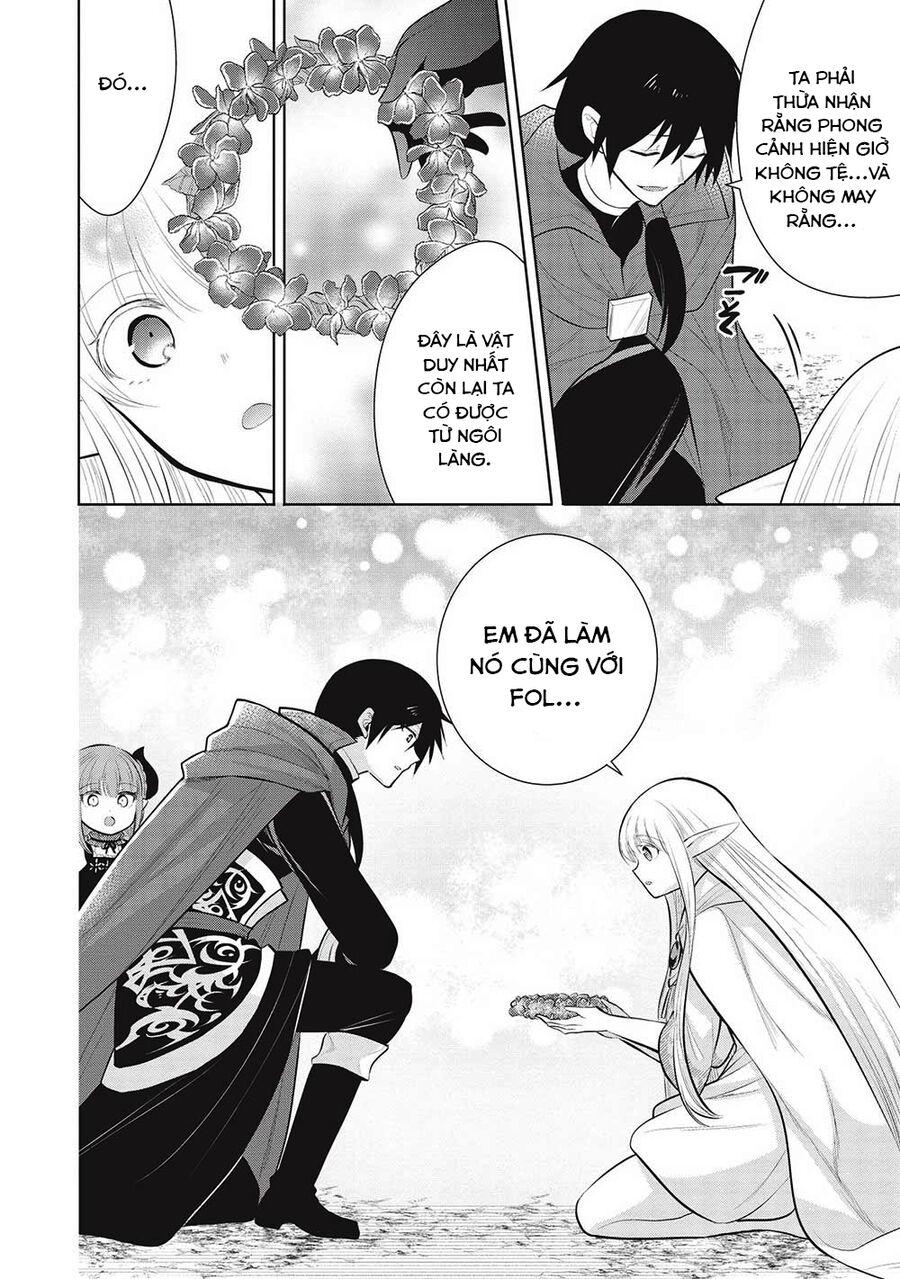 TA PHẢI
THỪA NHẬN
RẰNG PHONG
CẢNH HIỆN GIỜ
KHÔNG TỆ...VÀ
KHÔNG MAY
RẰNG...
ĐÂY LÀ VẬT
DUY NHẤT
CÒN LẠI TA
CÓ ĐƯỢC
TỪ NGÔI
LÀNG.
ĐÓ...
EM ĐÃ LÀM
NÓ CÙNG VỚI
FOL...